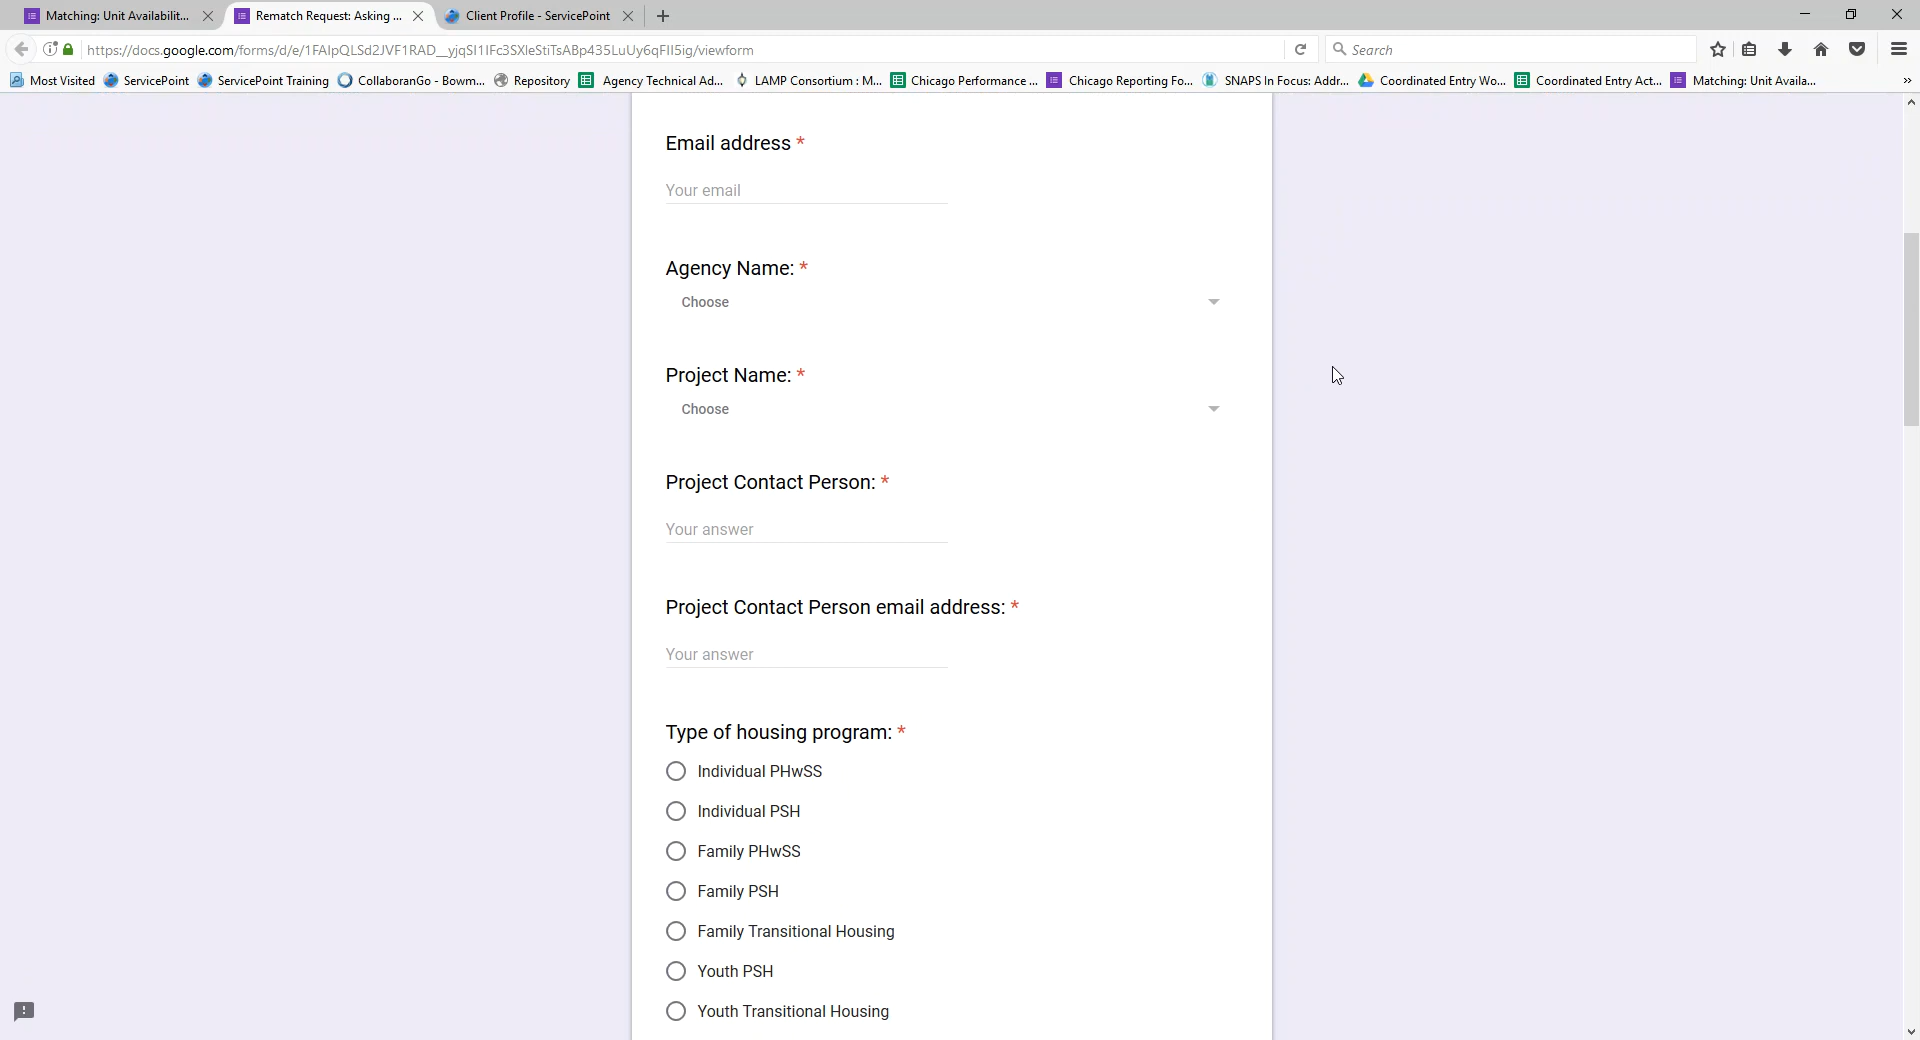 Matching: Unit Availabilit...
Rematch Request: Asking ...
Client Profile - ServicePoint
https://docs.google.com/forms/d/e/1FAIpQLSd2JVF1RAD__yjqSI1IFc3SXleStiTsABp435LuUy6qFII5ig/viewform
Search
Most Visited
ServicePoint
ServicePoint Training
CollaboranGo - Bowm...
Repository
Agency Technical Ad...
LAMP Consortium : M...
Chicago Performance ...
Chicago Reporting Fo...
SNAPS In Focus: Addr...
Coordinated Entry Wo...
Coordinated Entry Act...
Matching: Unit Availa...
Email address *
Your email
Agency Name: *
Choose
Project Name: *
Choose
Project Contact Person: *
Your answer
Project Contact Person email address: *
Your answer
Type of housing program: *
Individual PHwSS
Individual PSH
Family PHwSS
Family PSH
Family Transitional Housing
Youth PSH
Youth Transitional Housing